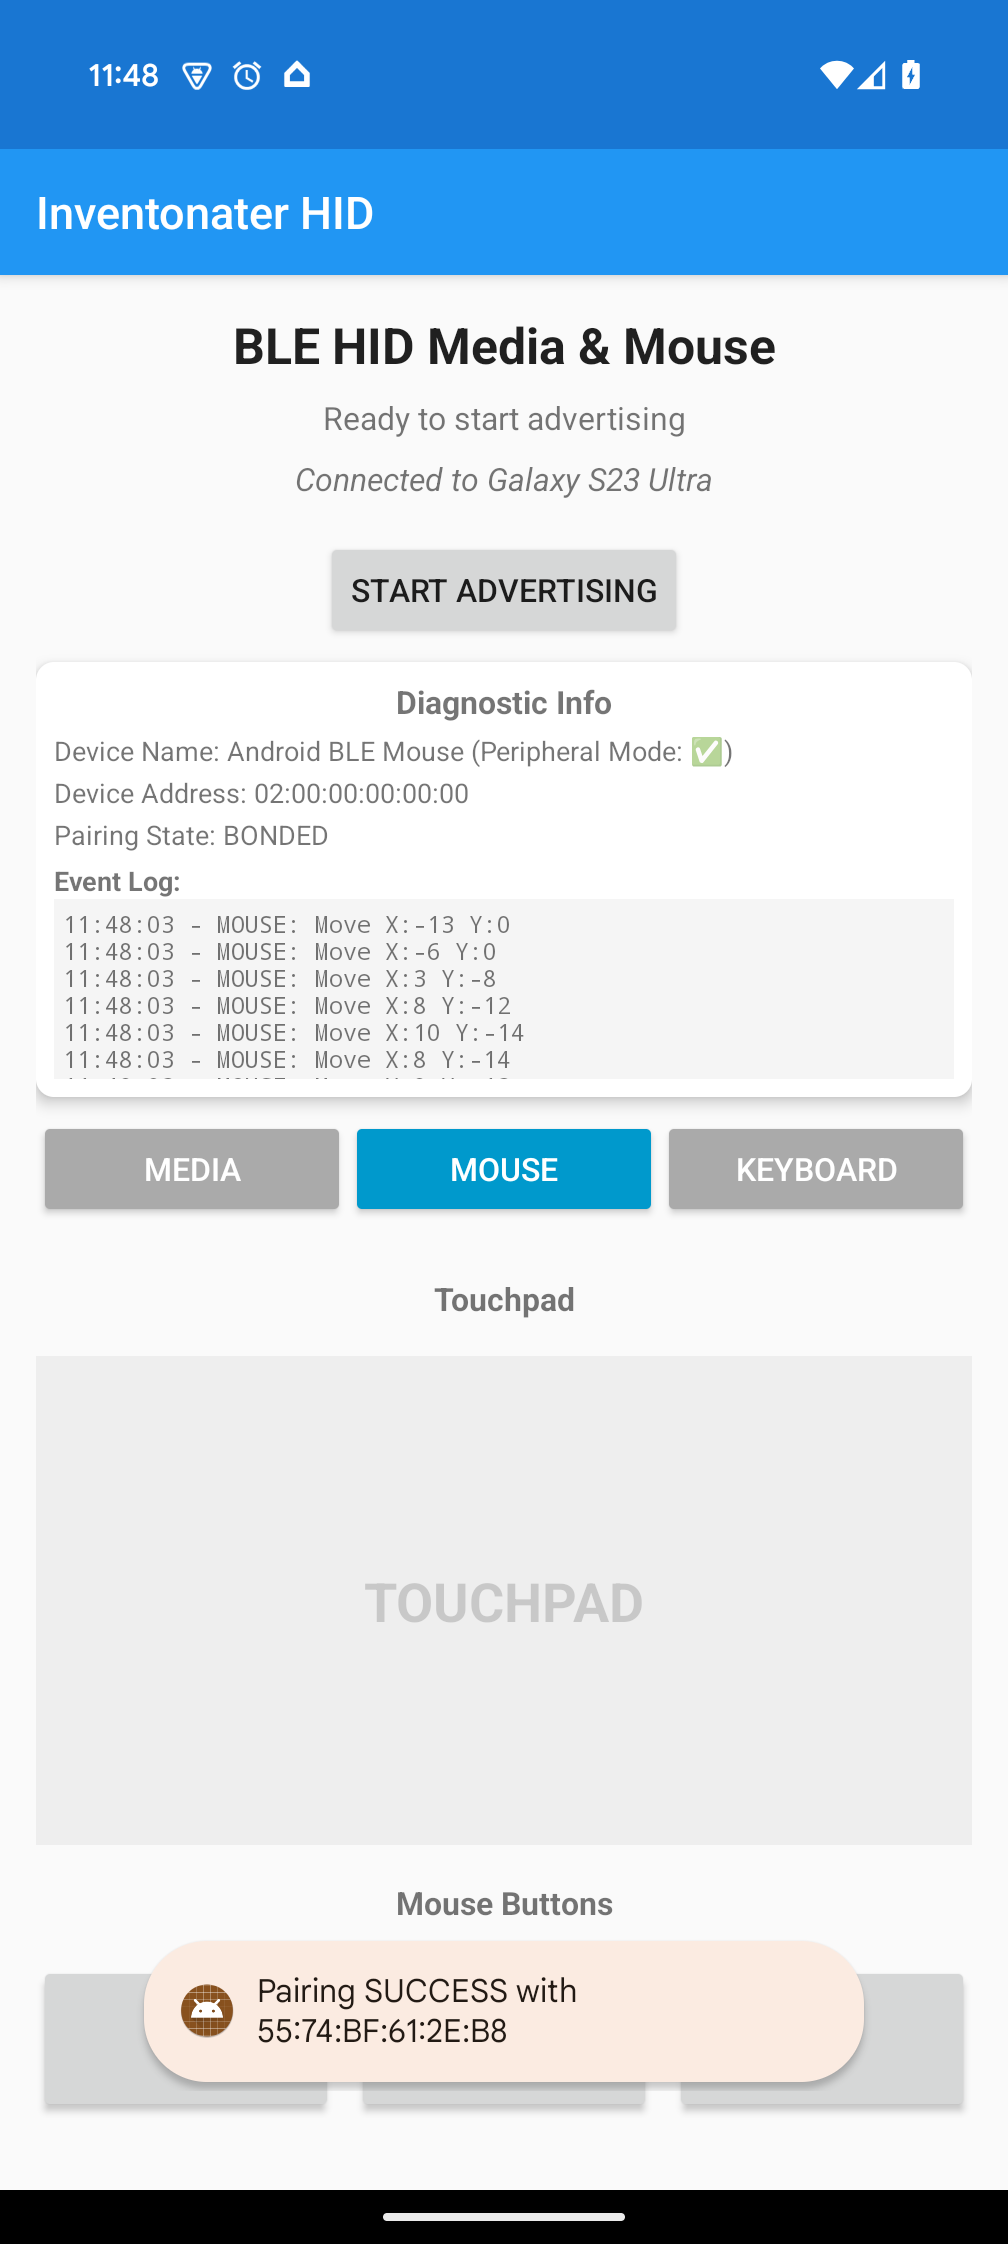 11:48
Inventonater HID
BLE HID Media & Mouse
Ready to start advertising
Connected to Galaxy S23 Ultra
START ADVERTISING
Diagnostic Info
Device Name: Android BLE Mouse (Peripheral Mode: ✅)
Device Address: 02:00:00:00:00:00
Pairing State: BONDED
Event Log:
11:48:03 - MOUSE: Move X:-13 Y:0
11:48:03 - MOUSE: Move X:-6 Y:0
11:48:03 - MOUSE: Move X:3 Y:-8
11:48:03 - MOUSE: Move X:8 Y:-12
11:48:03 - MOUSE: Move X:10 Y:-14
11:48:03 - MOUSE: Move X:8 Y:-14
MEDIA
MOUSE
KEYBOARD
Touchpad
TOUCHPAD
Mouse Buttons
Pairing SUCCESS with
55:74:BF:61:2E:B8